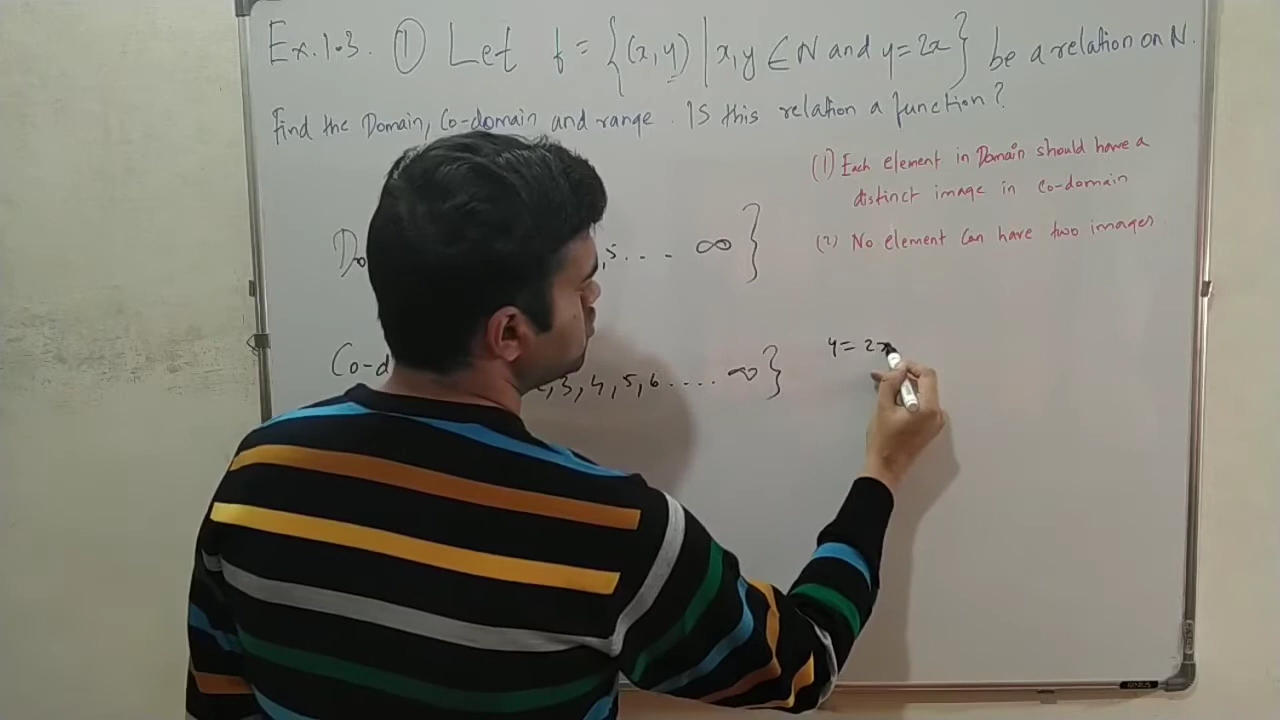 Ex.1.3. ① Let f = {(x,y) | x,y ∈ N and y = 2x} be a relation on N.
Find the Domain, Co-domain and range. Is this relation a function?
(1) Each element in Domain should have a
distinct image in co-domain
(2) No element can have two images
Do ,5... ∞}
Co-d 2,3,4,5,6.... ∞}
y = 2x